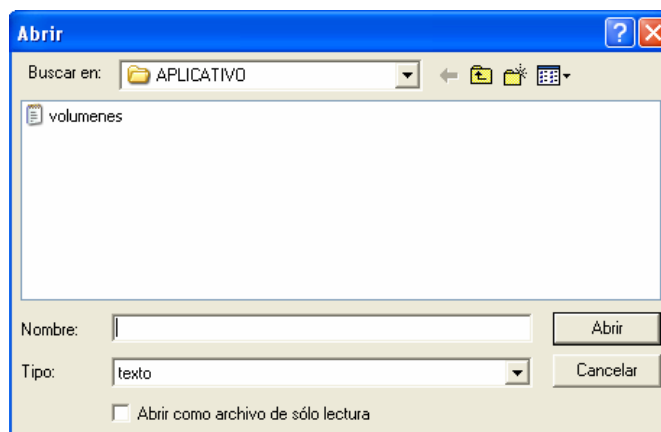 Abrir
Buscar en: APLICATIVO
volumenes
Nombre: Abrir
Tipo: texto Cancelar
Abrir como archivo de sólo lectura